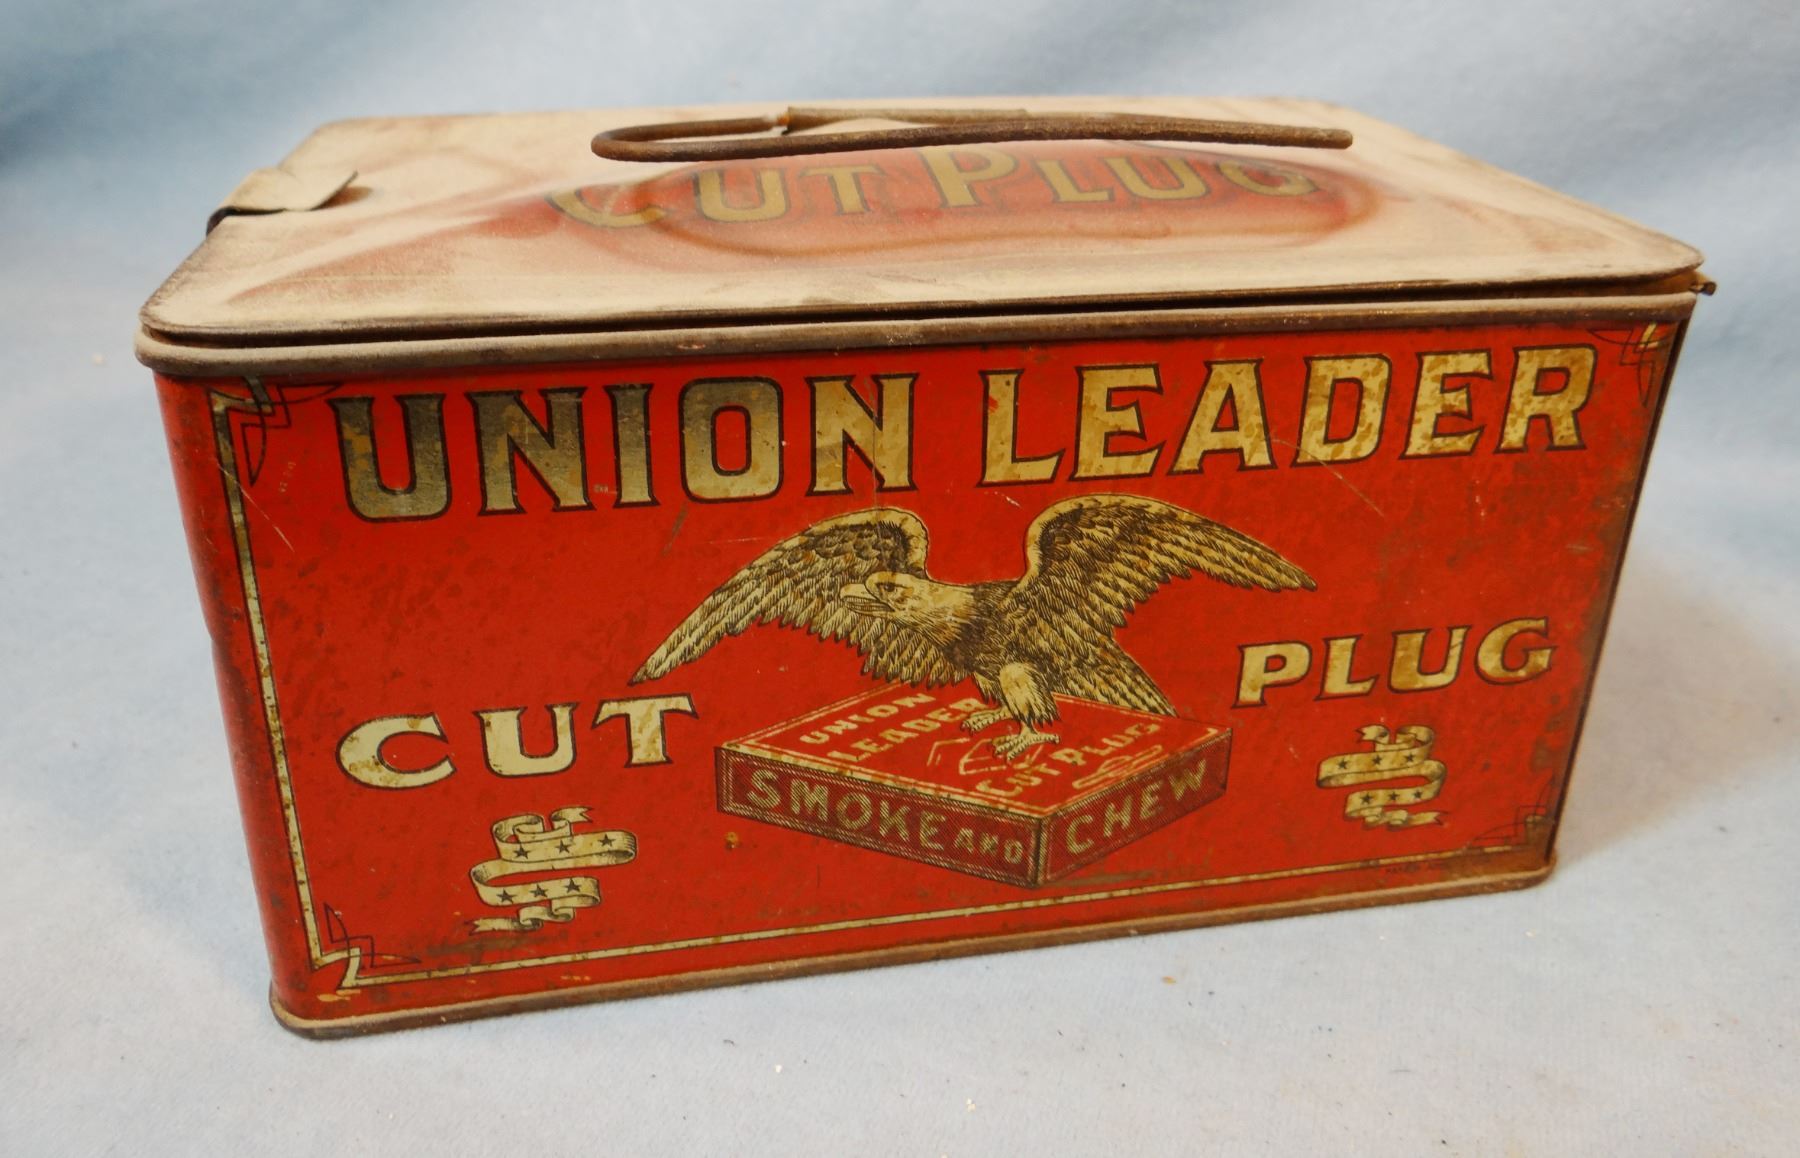 CUT PLUG
UNION LEADER
CUT PLUG
UNION
LEADER
CUT PLUG
SMOKE AND CHEW